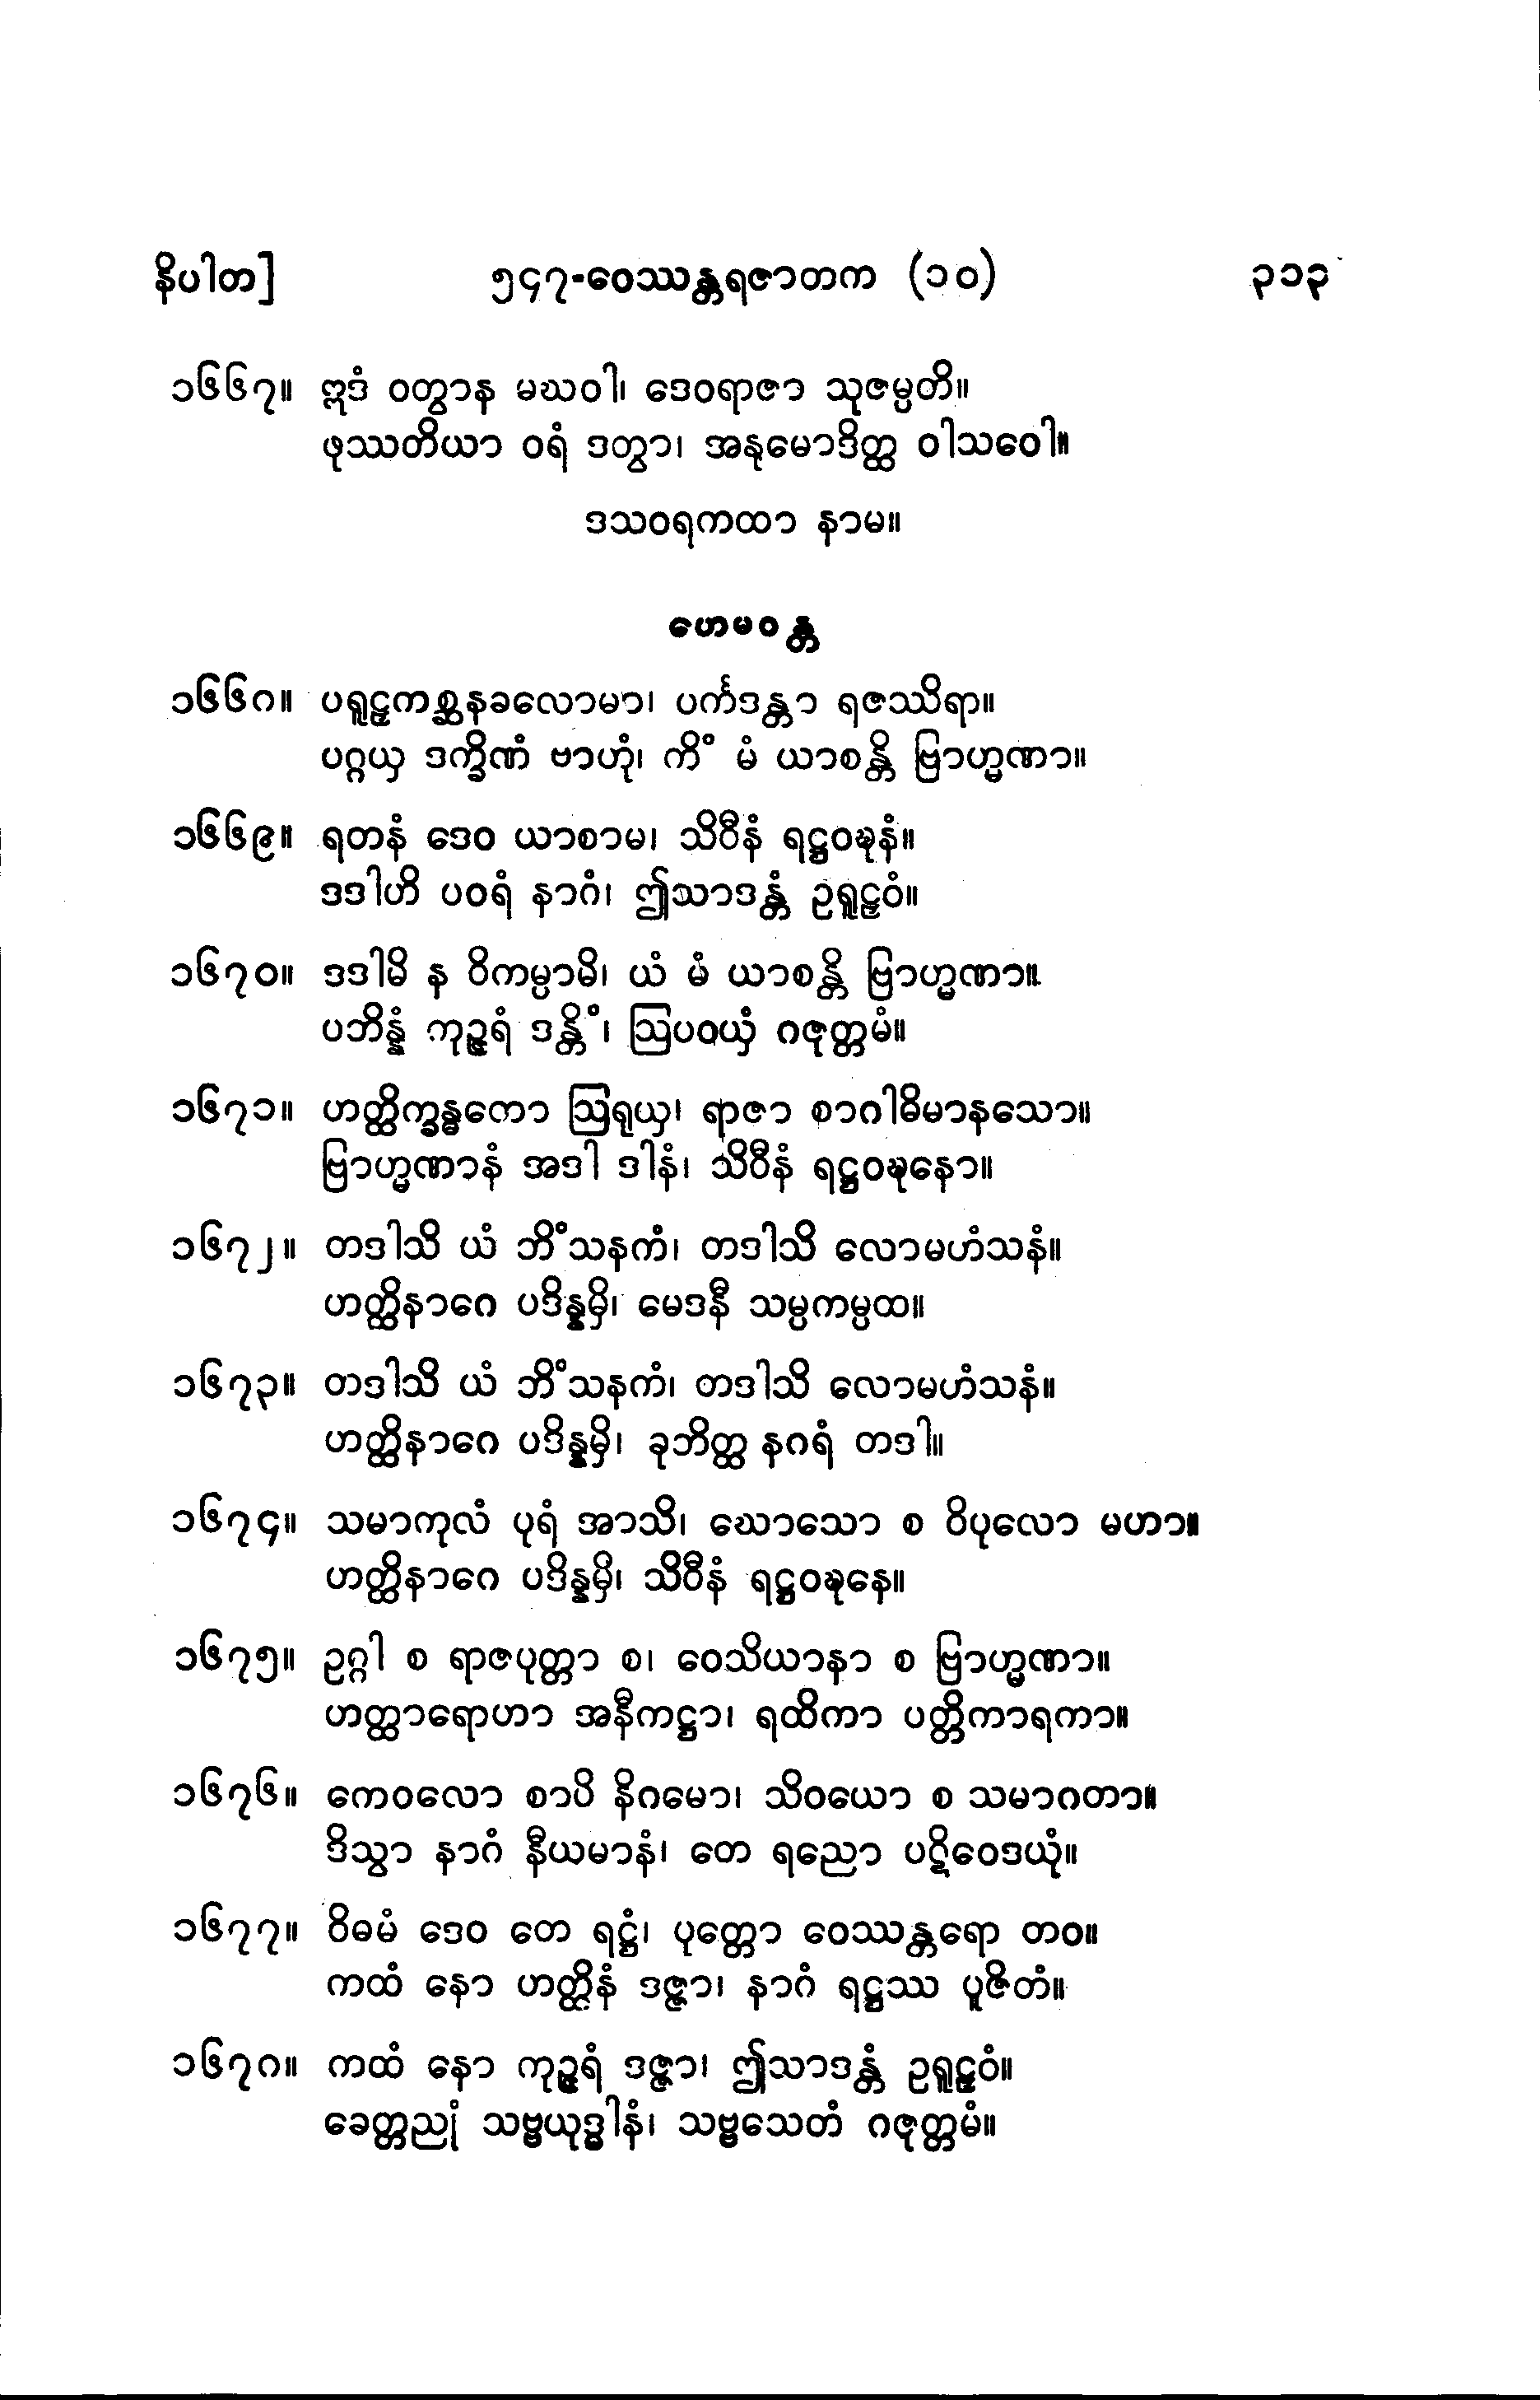 နိပါတ] ၅၄၇-ဝေဿန္တရဇာတက (၁၀) ၃၁၃
၁၆၆၇။ ဣဒံ ဝတွာန မဃဝါ၊ ဒေဝရာဇာ သုဇမ္ပတိ။
ဖုဿတိယာ ဝရံ ဒတွာ၊ အနုမောဒိတ္ထ ဝါသဝေါ။
ဒသဝရကထာ နာမ။
ဟေမဝန္တ
၁၆၆၈။ ပရူဠှကစ္ဆနခလောမာ၊ ပင်္ကဒန္တာ ရဇဿိရာ။
ပဂ္ဂယှ ဒက္ခိဏံ ဗာဟုံ၊ ကိံ မံ ယာစန္တိ ဗြာဟ္မဏာ။
၁၆၆၉။ ရတနံ ဒေဝ ယာစာမ၊ သိဝီနံ ရဋ္ဌဝဍ္ဎနံ။
ဒဒါဟိ ပဝရံ နာဂံ၊ ဤသာဒန္တံ ဥရူဠှဝံ။
၁၆၇၀။ ဒဒါမိ န ဝိကမ္ပာမိ၊ ယံ မံ ယာစန္တိ ဗြာဟ္မဏာ။
ပဘိန္နံ ကုဉ္ဇရံ ဒန္တိံ၊ ဩပဝယှံ ဂဇုတ္တမံ။
၁၆၇၁။ ဟတ္ထိက္ခန္ဓကော ဩရုယှ၊ ရာဇာ စာဂါဓိမာနသော။
ဗြာဟ္မဏာနံ အဒါ ဒါနံ၊ သိဝီနံ ရဋ္ဌဝဍ္ဎနော။
၁၆၇၂။ တဒါသိ ယံ ဘိံသနကံ၊ တဒါသိ လောမဟံသနံ။
ဟတ္ထိနာဂေ ပဒိန္နမှိ၊ မေဒနီ သမ္ပကမ္ပထ။
၁၆၇၃။ တဒါသိ ယံ ဘိံသနကံ၊ တဒါသိ လောမဟံသနံ။
ဟတ္ထိနာဂေ ပဒိန္နမှိ၊ ခုဘိတ္ထ နဂရံ တဒါ။
၁၆၇၄။ သမာကုလံ ပုရံ အာသိ၊ ဃောသော စ ဝိပုလော မဟာ။
ဟတ္ထိနာဂေ ပဒိန္နမှိ၊ သိဝီနံ ရဋ္ဌဝဍ္ဎနေ။
၁၆၇၅။ ဥဂ္ဂါ စ ရာဇပုတ္တာ စ၊ ဝေသိယာနာ စ ဗြာဟ္မဏာ။
ဟတ္ထာရောဟာ အနီကဋ္ဌာ၊ ရထိကာ ပတ္တိကာရကာ။
၁၆၇၆။ ကေဝလော စာပိ နိဂမော၊ သိဝယော စ သမာဂတာ။
ဒိသွာ နာဂံ နီယမာနံ၊ တေ ရညော ပဋိဝေဒယုံ။
၁၆၇၇။ ဝိဓမံ ဒေဝ တေ ရဋ္ဌံ၊ ပုတ္တော ဝေဿန္တရော တဝ။
ကထံ နော ဟတ္ထိနံ ဒဇ္ဇာ၊ နာဂံ ရဋ္ဌဿ ပူဇိတံ။
၁၆၇၈။ ကထံ နော ကုဉ္ဇရံ ဒဇ္ဇာ၊ ဤသာဒန္တံ ဥရူဠှဝံ။
ခေတ္တညုံ သဗ္ဗယုဒ္ဓါနံ၊ သဗ္ဗသေတံ ဂဇုတ္တမံ။